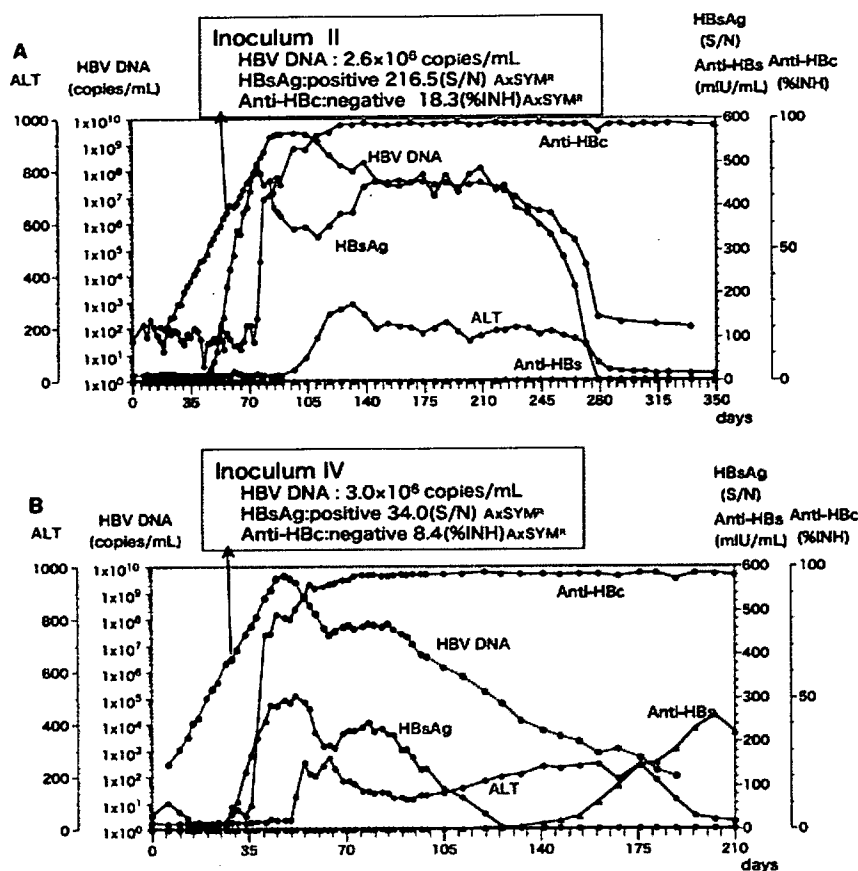 A
ALT
HBV DNA
(copies/mL)
Inoculum II
HBV DNA : 2.6x10⁶ copies/mL
HBsAg:positive 216.5(S/N) AxSYMᴿ
Anti-HBc:negative 18.3(%INH)AxSYMᴿ
HBsAg
(S/N)
Anti-HBs Anti-HBc
(mIU/mL) (%INH)
1000
800
600
400
200
0
1x10¹⁰
1x10⁹
1x10⁸
1x10⁷
1x10⁶
1x10⁵
1x10⁴
1x10³
1x10²
1x10¹
1x10⁰
HBV DNA
Anti-HBc
HBsAg
ALT
Anti-HBs
600
500
400
300
200
100
0
100
50
0
0 35 70 105 140 175 210 245 280 315 350
days
B
ALT
HBV DNA
(copies/mL)
Inoculum IV
HBV DNA : 3.0x10⁶ copies/mL
HBsAg:positive 34.0(S/N) AxSYMᴿ
Anti-HBc:negative 8.4(%INH)AxSYMᴿ
HBsAg
(S/N)
Anti-HBs Anti-HBc
(mIU/mL) (%INH)
1000
800
600
400
200
0
1x10¹⁰
1x10⁹
1x10⁸
1x10⁷
1x10⁶
1x10⁵
1x10⁴
1x10³
1x10²
1x10¹
1x10⁰
Anti-HBc
HBV DNA
HBsAg
Anti-HBs
ALT
600
500
400
300
200
100
0
100
50
0
0 35 70 105 140 175 210
days